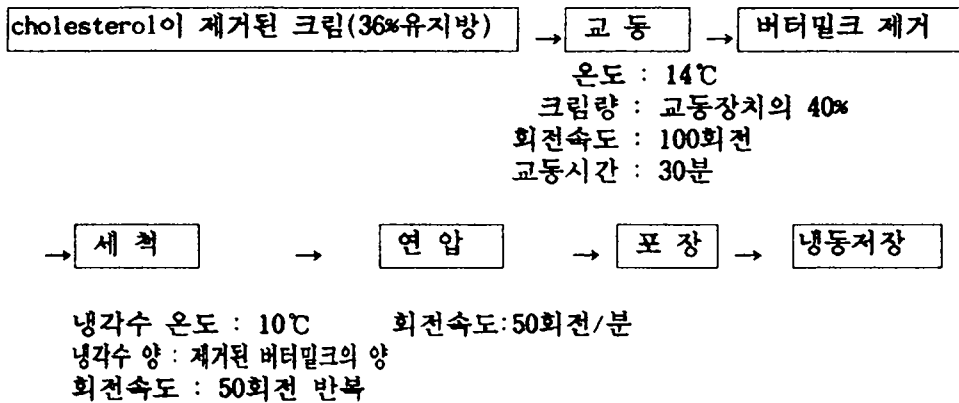 cholesterol이 제거된 크림(36%유지방) → 교 동 → 버터밀크 제거
온도 : 14℃
크림량 : 교동장치의 40%
회전속도 : 100회전
교동시간 : 30분
→ 세 척 → 연 압 → 포 장 → 냉동저장
냉각수 온도 : 10℃ 회전속도:50회전/분
냉각수 양 : 제거된 버터밀크의 양
회전속도 : 50회전 반복